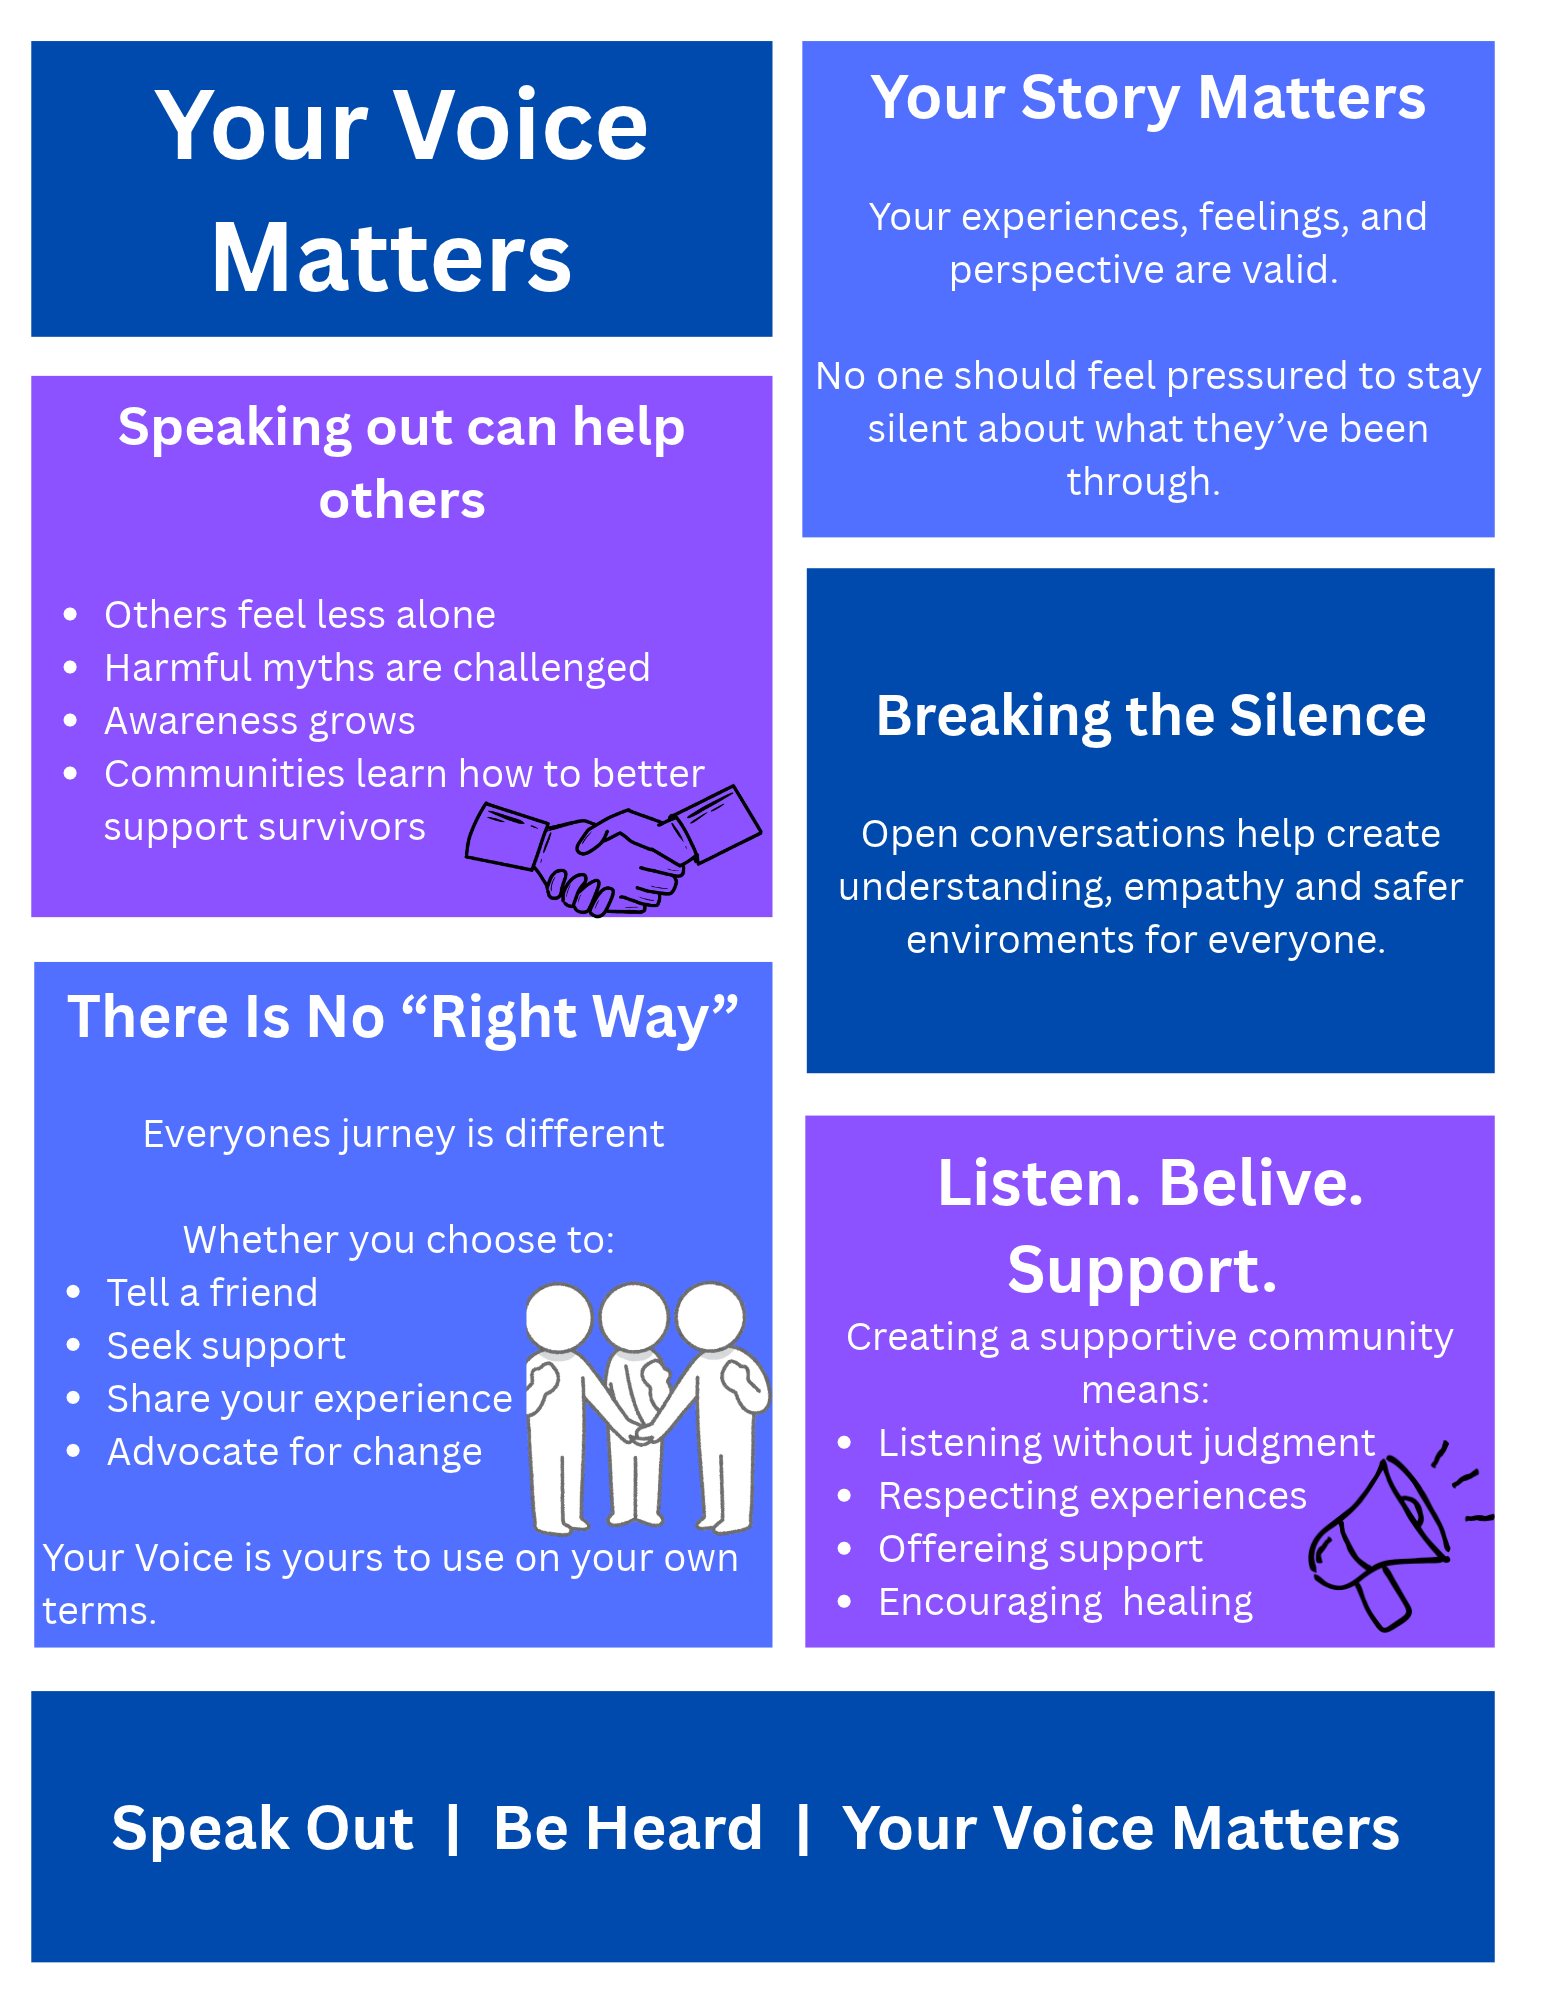 Your Voice
Matters
Speaking out can help
others
• Others feel less alone
• Harmful myths are challenged
• Awareness grows
• Communities learn how to better
support survivors
There Is No “Right Way”
Everyones jurney is different
Whether you choose to:
• Tell a friend
• Seek support
• Share your experience
• Advocate for change
Your Voice is yours to use on your own
terms.
Your Story Matters
Your experiences, feelings, and
perspective are valid.
No one should feel pressured to stay
silent about what they’ve been
through.
Breaking the Silence
Open conversations help create
understanding, empathy and safer
enviroments for everyone.
Listen. Belive.
Support.
Creating a supportive community
means:
• Listening without judgment
• Respecting experiences
• Offereing support
• Encouraging  healing
Speak Out | Be Heard | Your Voice Matters